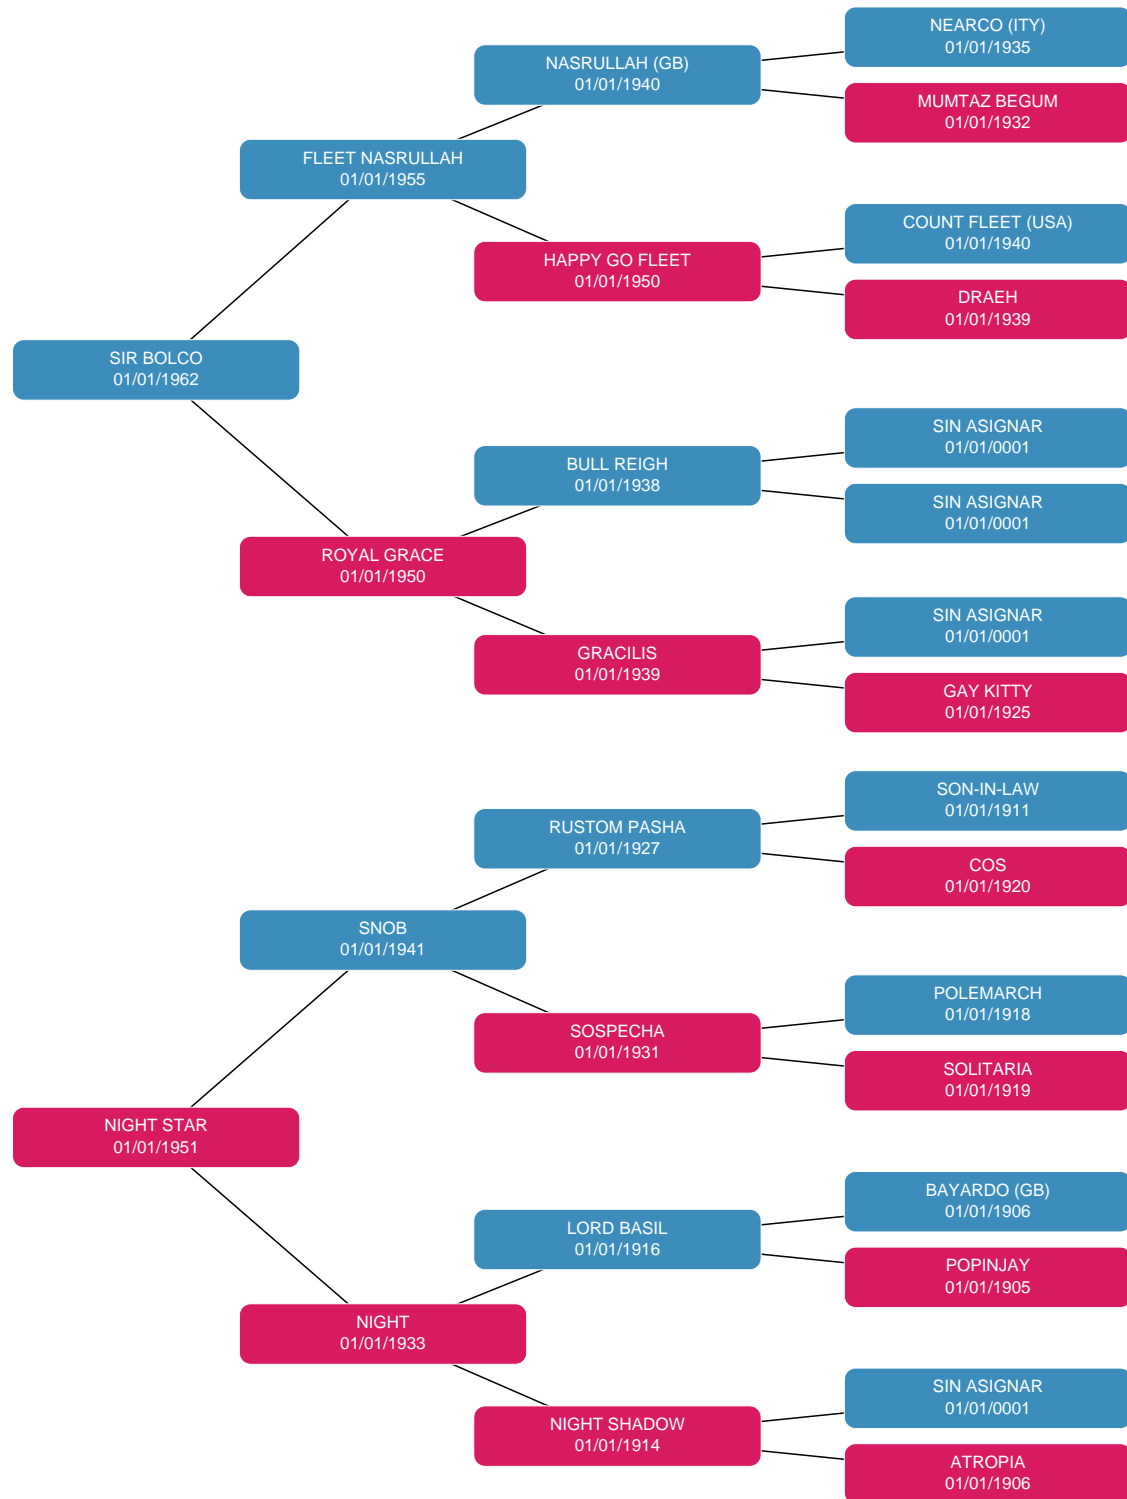 NEARCO (ITY)
01/01/1935
NASRULLAH (GB)
01/01/1940
MUMTAZ BEGUM
01/01/1932
FLEET NASRULLAH
01/01/1955
COUNT FLEET (USA)
01/01/1940
HAPPY GO FLEET
01/01/1950
DRAEH
01/01/1939
SIR BOLCO
01/01/1962
SIN ASIGNAR
01/01/0001
BULL REIGH
01/01/1938
SIN ASIGNAR
01/01/0001
ROYAL GRACE
01/01/1950
SIN ASIGNAR
01/01/0001
GRACILIS
01/01/1939
GAY KITTY
01/01/1925
SON-IN-LAW
01/01/1911
RUSTOM PASHA
01/01/1927
COS
01/01/1920
SNOB
01/01/1941
POLEMARCH
01/01/1918
SOSPECHA
01/01/1931
SOLITARIA
01/01/1919
NIGHT STAR
01/01/1951
BAYARDO (GB)
01/01/1906
LORD BASIL
01/01/1916
POPINJAY
01/01/1905
NIGHT
01/01/1933
SIN ASIGNAR
01/01/0001
NIGHT SHADOW
01/01/1914
ATROPIA
01/01/1906